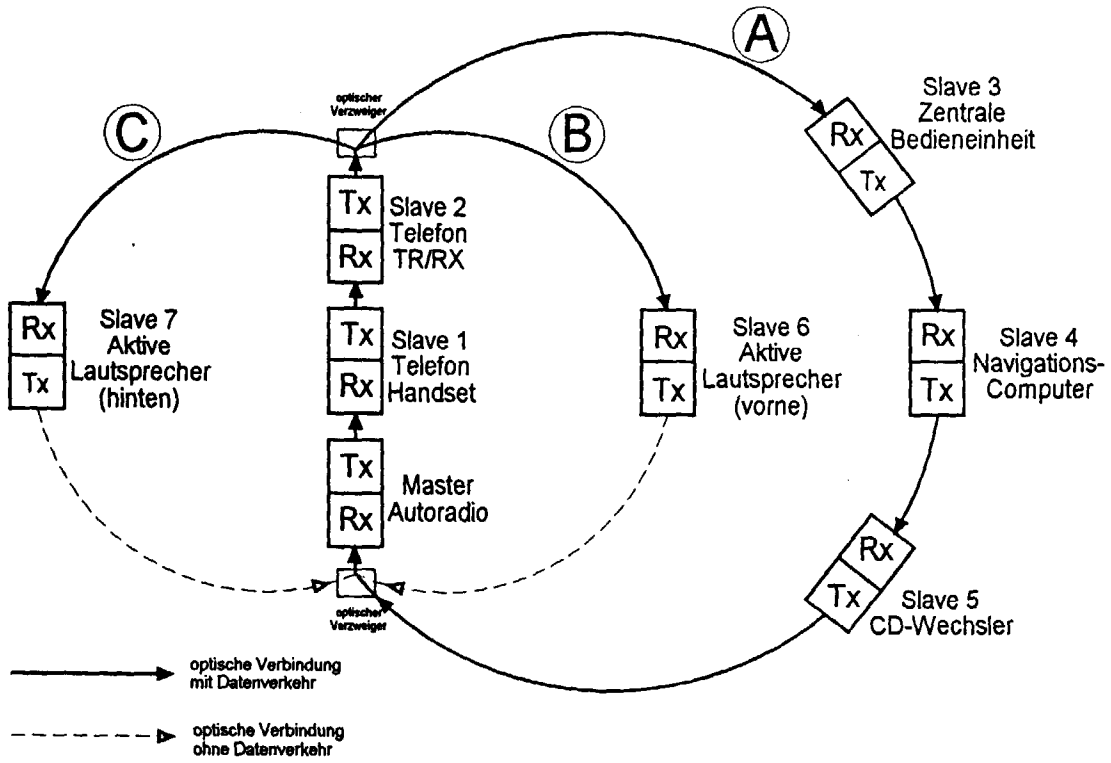 A
optischer
Verzweiger
C
B
Rx
Tx
Slave 3
Zentrale
Bedieneinheit
Tx
Rx
Slave 2
Telefon
TR/RX
Rx
Tx
Slave 7
Aktive
Lautsprecher
(hinten)
Tx
Rx
Slave 1
Telefon
Handset
Rx
Tx
Slave 6
Aktive
Lautsprecher
(vorne)
Rx
Tx
Slave 4
Navigations-
Computer
Tx
Rx
Master
Autoradio
Rx
Tx
Slave 5
CD-Wechsler
optischer
Verzweiger
optische Verbindung
mit Datenverkehr
optische Verbindung
ohne Datenverkehr